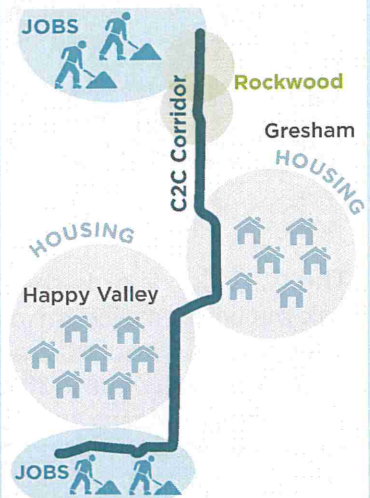 JOBS
C2C Corridor
Rockwood
Gresham
HOUSING
HOUSING
Happy Valley
JOBS